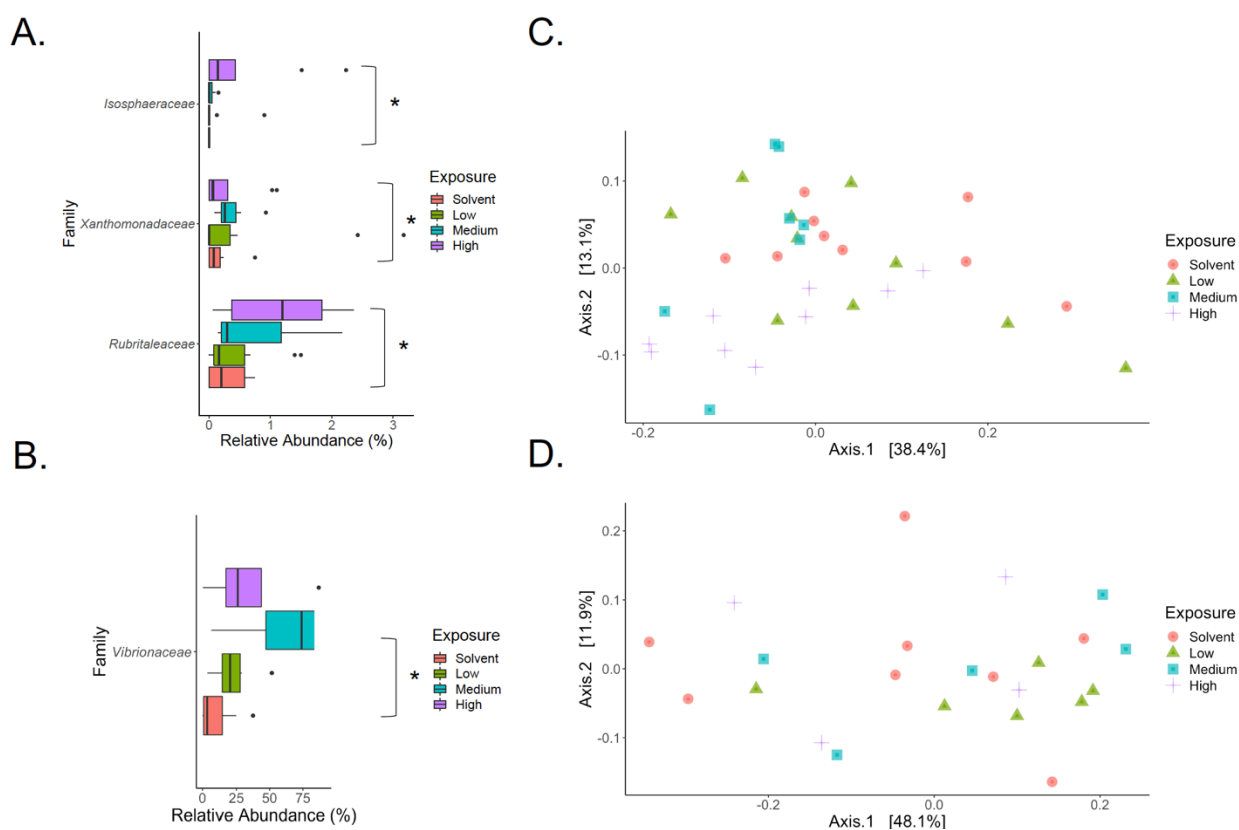 A.
Family
Isosphaeraceae
Xanthomonadaceae
Rubritaleaceae
*
*
*
0 1 2 3
Relative Abundance (%)
Exposure
Solvent
Low
Medium
High
B.
Family
Vibrionaceae
*
0 25 50 75
Relative Abundance (%)
Exposure
Solvent
Low
Medium
High
C.
Axis.2 [13.1%]
0.1
0.0
-0.1
-0.2 0.0 0.2
Axis.1 [38.4%]
Exposure
Solvent
Low
Medium
High
D.
Axis.2 [11.9%]
0.2
0.1
0.0
-0.1
-0.2 0.0 0.2
Axis.1 [48.1%]
Exposure
Solvent
Low
Medium
High